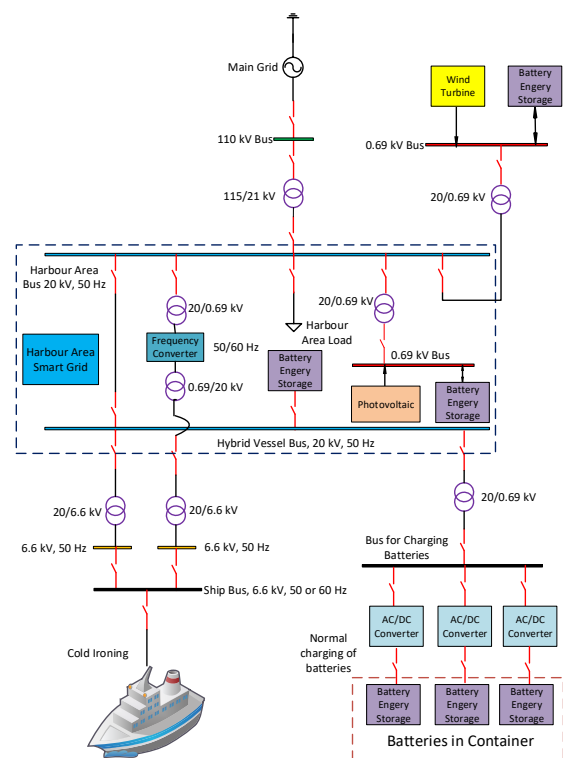 Main Grid
Wind
Turbine
Battery
Engery
Storage
110 kV Bus
0.69 kV Bus
115/21 kV
20/0.69 kV
Harbour Area
Bus 20 kV, 50 Hz
20/0.69 kV
20/0.69 kV
Harbour
Area Load
Frequency
Converter
50/60 Hz
Harbour Area
Smart Grid
0.69 kV Bus
Battery
Engery
Storage
0.69/20 kV
Photovoltaic
Battery
Engery
Storage
Hybrid Vessel Bus, 20 kV, 50 Hz
20/0.69 kV
20/6.6 kV
20/6.6 kV
6.6 kV, 50 Hz
6.6 kV, 50 Hz
Bus for Charging
Batteries
Ship Bus, 6.6 kV, 50 or 60 Hz
AC/DC
Converter
AC/DC
Converter
AC/DC
Converter
Normal
charging of
batteries
Cold Ironing
Battery
Engery
Storage
Battery
Engery
Storage
Battery
Engery
Storage
Batteries in Container